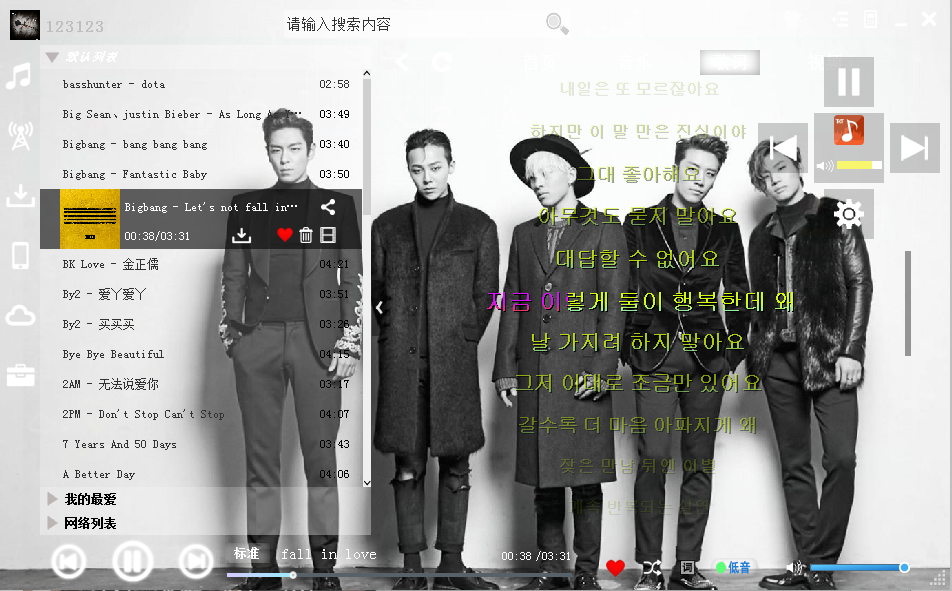 123123
请输入搜索内容
默认列表
basshunter - dota 02:58
Big Sean、justin Bieber - As Long A… 03:49
Bigbang - bang bang bang 03:40
Bigbang - Fantastic Baby 03:50
Bigbang - Let's not fall in…
00:38/03:31
BK Love - 金正儒 04:21
By2 - 爱丫爱丫 03:51
By2 - 买买买 03:26
Bye Bye Beautiful 04:15
2AM - 无法说爱你 03:17
2PM - Don't Stop Can't Stop 04:07
7 Years And 50 Days 03:43
A Better Day 04:06
我的最爱
网络列表
歌词
내일은 또 모르잖아요
하지만 이 말 만은 진심이야
그대 좋아해요
아무것도 묻지 말아요
대답할 수 없어요
지금 이렇게 둘이 행복한데 왜
날 가지려 하지 말아요
그저 이대로 조금만 있어요
갈수록 더 마음 아파지게 왜
잦은 만남 뒤엔 이별
标准 fall in love
00:38 /03:31
词
低音